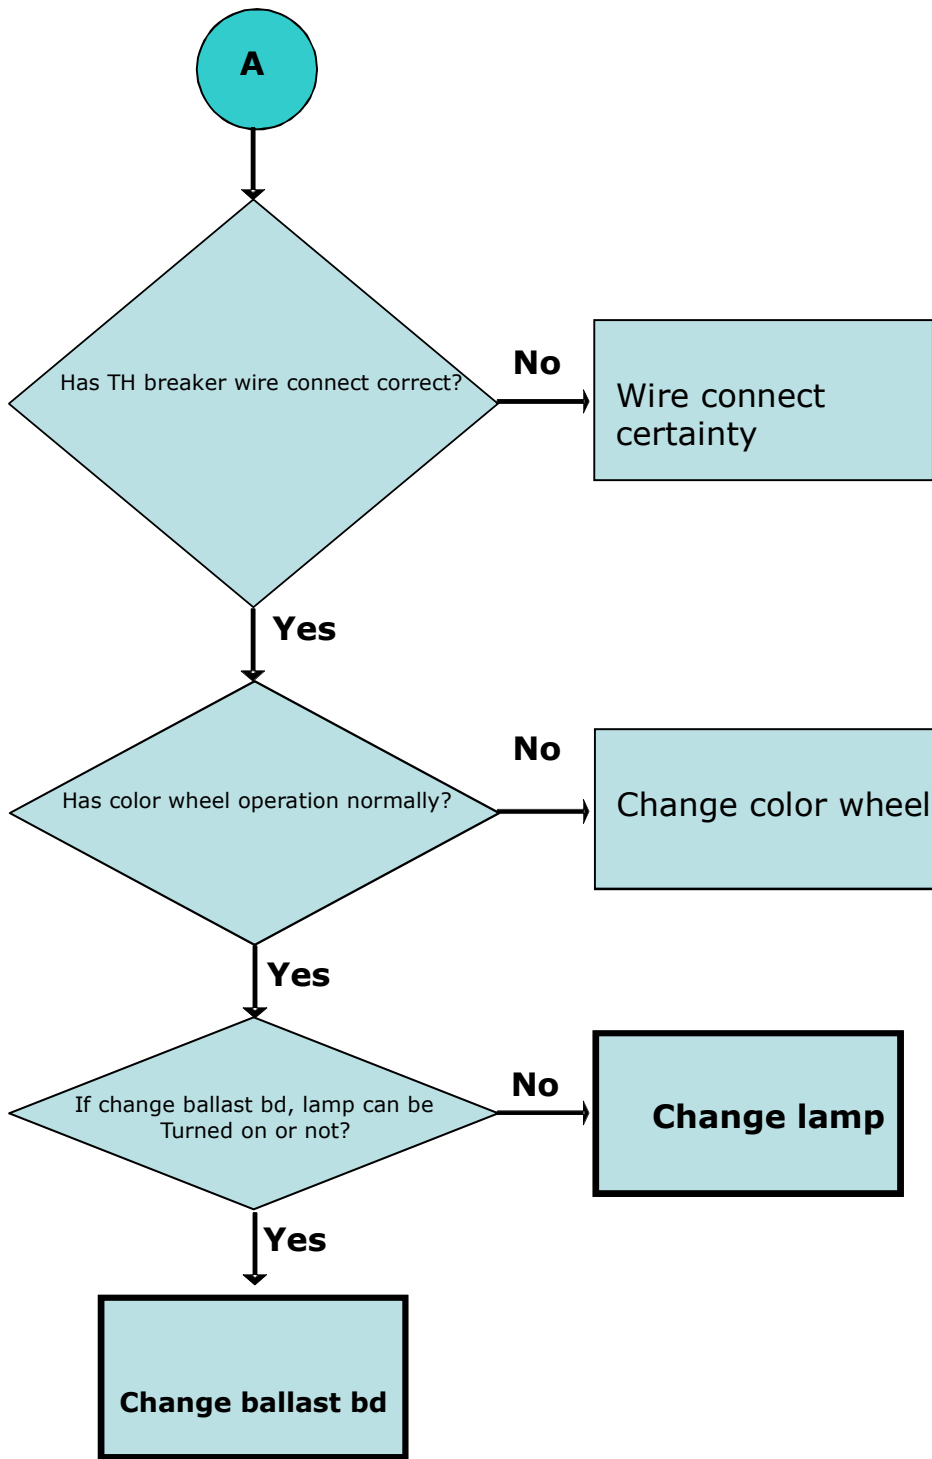 A
Has TH breaker wire connect correct?
No
Wire connect
certainty
Yes
Has color wheel operation normally?
No
Change color wheel
Yes
If change ballast bd, lamp can be
Turned on or not?
No
Change lamp
Yes
Change ballast bd